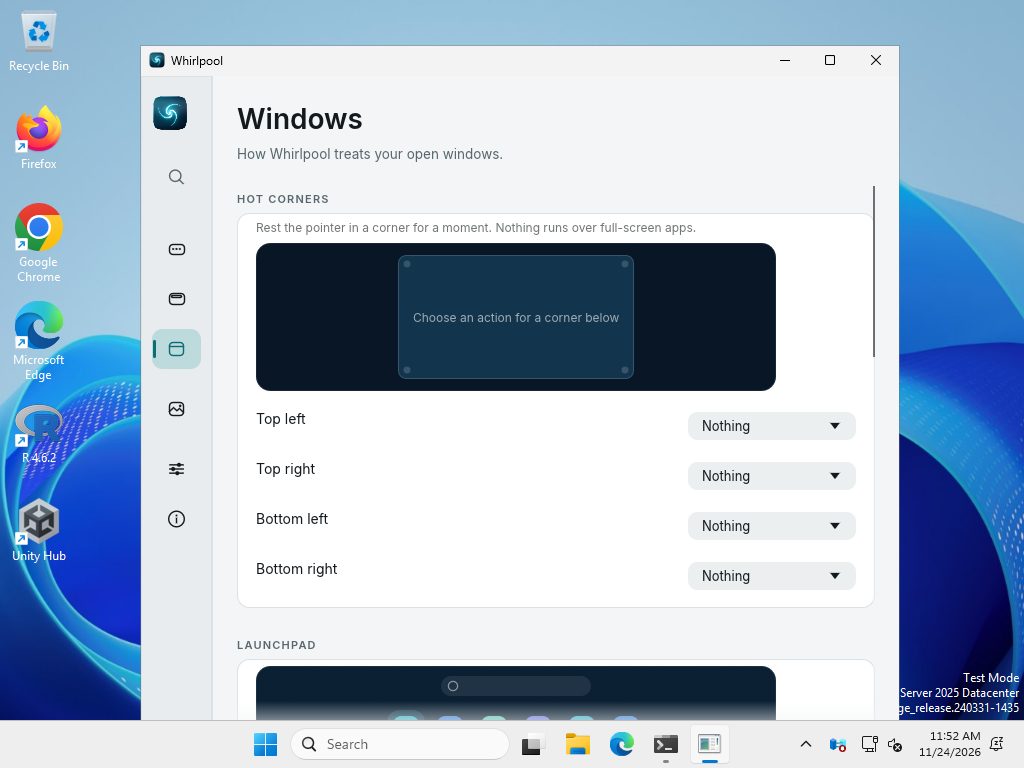 Recycle Bin
Firefox
Google
Chrome
Microsoft
Edge
R 4.6.2
Unity Hub
Whirlpool
Windows
How Whirlpool treats your open windows.
HOT CORNERS
Rest the pointer in a corner for a moment. Nothing runs over full-screen apps.
Choose an action for a corner below
Top left
Nothing
Top right
Nothing
Bottom left
Nothing
Bottom right
Nothing
LAUNCHPAD
Test Mode
Server 2025 Datacenter
ge_release.240331-1435
Search
11:52 AM
11/24/2026